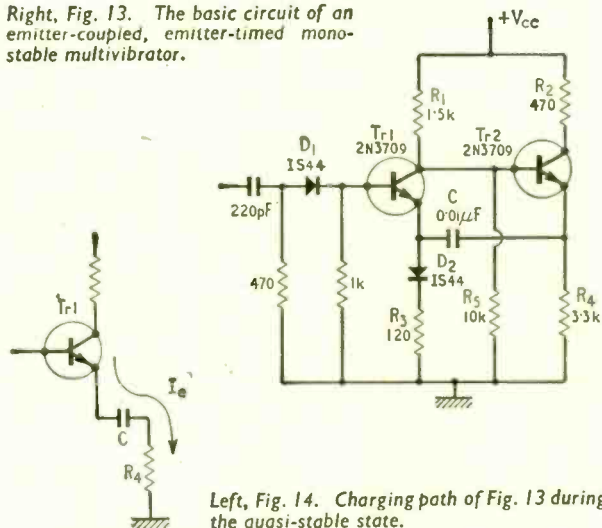 Right, Fig. 13. The basic circuit of an
emitter-coupled, emitter-timed mono-
stable multivibrator.
+Vcc
R1
1·5k
R2
470
Tr1
2N3709
Tr2
2N3709
D1
IS44
220pF
C
0·01μF
D2
IS44
470
1k
R3
120
R5
10k
R4
3·3k
Tr1
Ie
C
R4
Left, Fig. 14. Charging path of Fig. 13 during
the quasi-stable state.